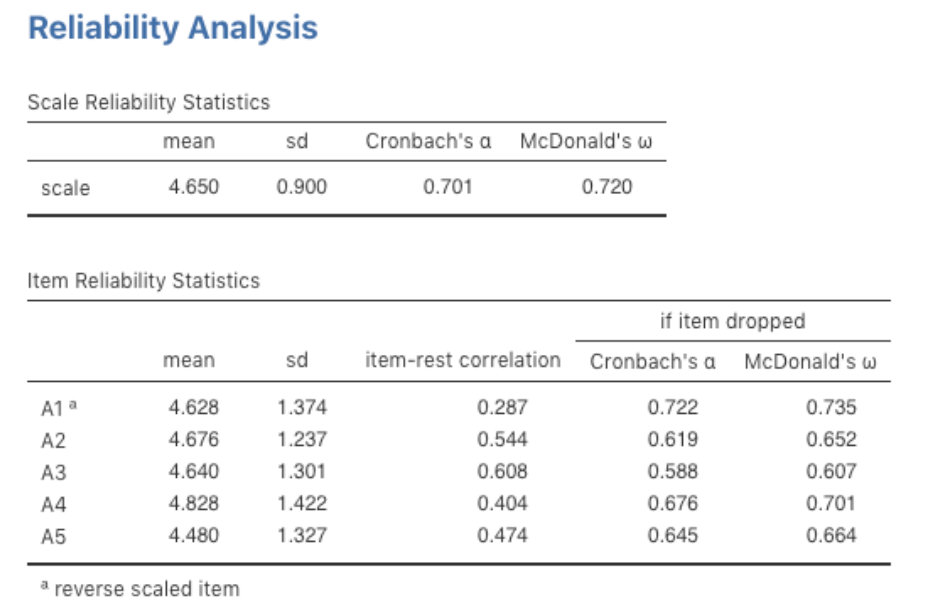 Reliability Analysis
Scale Reliability Statistics
mean sd Cronbach's α McDonald's ω
scale 4.650 0.900 0.701 0.720
Item Reliability Statistics
if item dropped
mean sd item-rest correlation Cronbach's α McDonald's ω
A1 ᵃ 4.628 1.374 0.287 0.722 0.735
A2 4.676 1.237 0.544 0.619 0.652
A3 4.640 1.301 0.608 0.588 0.607
A4 4.828 1.422 0.404 0.676 0.701
A5 4.480 1.327 0.474 0.645 0.664
ᵃ reverse scaled item